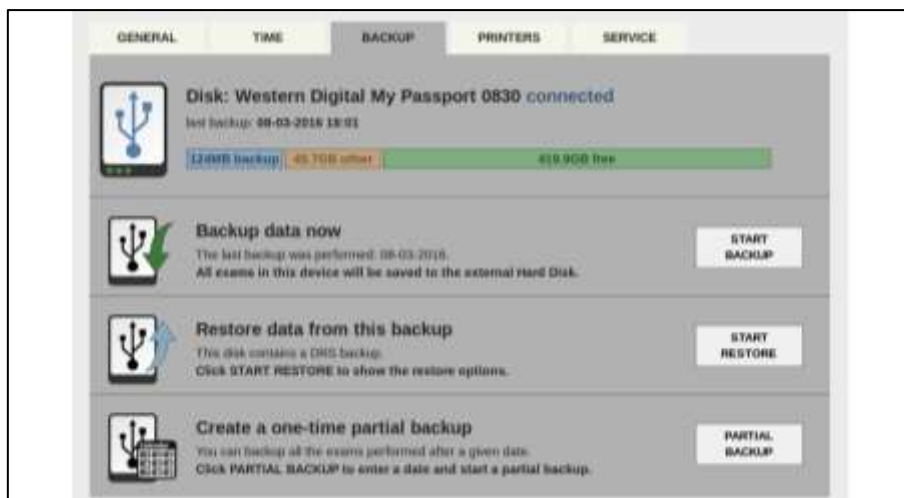 GENERAL TIME BACKUP PRINTERS SERVICE
Disk: Western Digital My Passport 0830 connected
last backup: 08-03-2016 18:01
124MB backup 45.7GB other 419.9GB free
Backup data now
The last backup was performed: 08-03-2016.
All exams in this device will be saved to the external Hard Disk.
START
BACKUP
Restore data from this backup
This disk contains a DRS backup.
Click START RESTORE to show the restore options.
START
RESTORE
Create a one-time partial backup
You can backup all the exams performed after a given date.
Click PARTIAL BACKUP to enter a date and start a partial backup.
PARTIAL
BACKUP